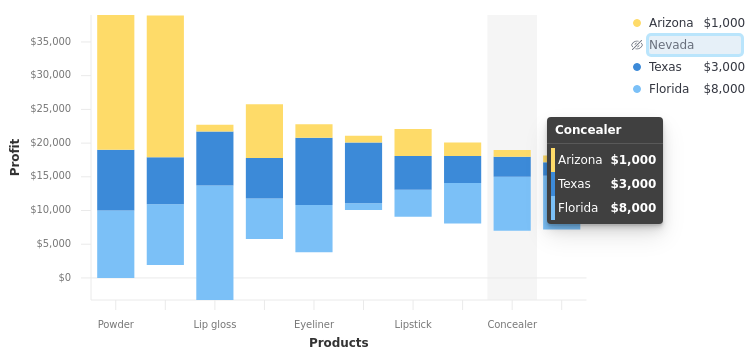 Arizona $1,000
Nevada
Texas $3,000
Florida $8,000
Profit
$35,000
$30,000
$25,000
$20,000
$15,000
$10,000
$5,000
$0
Concealer
Arizona $1,000
Texas $3,000
Florida $8,000
Powder Lip gloss Eyeliner Lipstick Concealer
Products